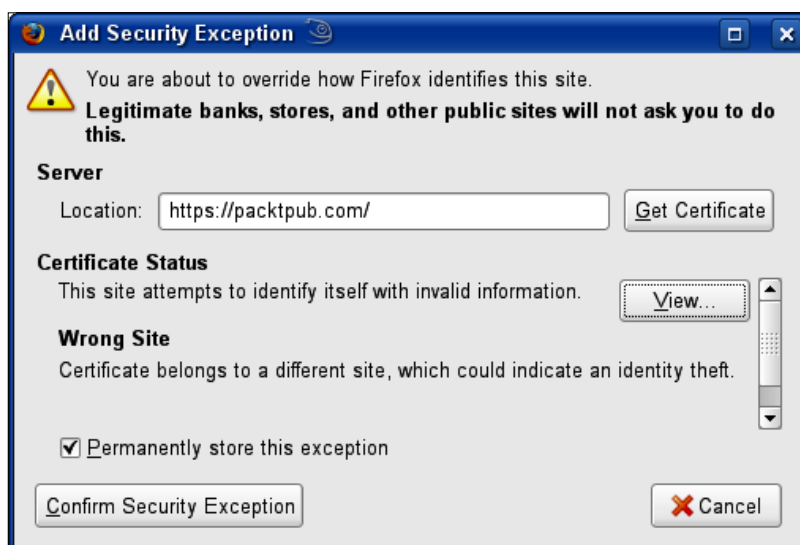 Add Security Exception
You are about to override how Firefox identifies this site.
Legitimate banks, stores, and other public sites will not ask you to do
this.
Server
Location: https://packtpub.com/ Get Certificate
Certificate Status
This site attempts to identify itself with invalid information. View...
Wrong Site
Certificate belongs to a different site, which could indicate an identity theft.
Permanently store this exception
Confirm Security Exception Cancel